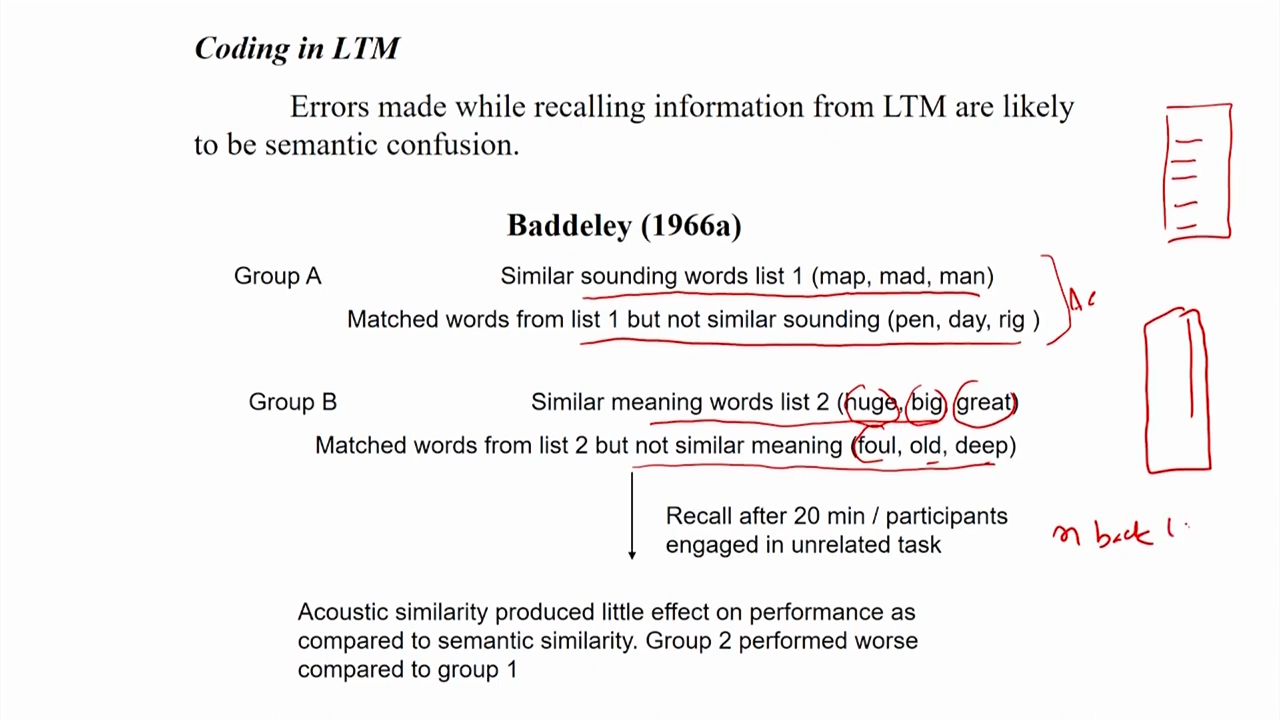 Coding in LTM
Errors made while recalling information from LTM are likely
to be semantic confusion.
Baddeley (1966a)
Group A Similar sounding words list 1 (map, mad, man)
Matched words from list 1 but not similar sounding (pen, day, rig )
Ac
Group B Similar meaning words list 2 (huge, big, great)
Matched words from list 2 but not similar meaning (foul, old, deep)
Recall after 20 min / participants
engaged in unrelated task
n back
Acoustic similarity produced little effect on performance as
compared to semantic similarity. Group 2 performed worse
compared to group 1